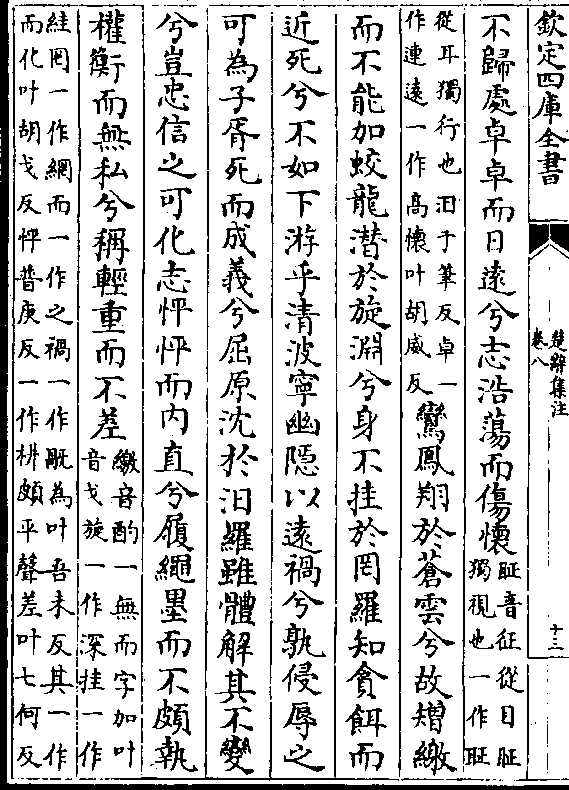 欽定四庫全書
楚辭集注
卷八
十三
不歸處卓卓而日遠兮志浩蕩而傷懷
䀕音征從目䀕
獨視也一作䀕
從耳獨行也汩于筆反卓一
作連遠一作高懷叶胡威反
鸞鳳翔於蒼雲兮故矰繳
而不能加蛟龍潛於旋淵兮身不挂於罔羅知貪餌而
近死兮不如下游乎清波寧幽隱以遠禍兮孰侵辱之
可為子胥死而成義兮屈原沈於汨羅雖體解其不變
兮豈忠信之可化志怦怦而內直兮履繩墨而不頗執
權衡而無私兮稱輕重而不差
繳音酌一無而字加叶
音戈旋一作深挂一作
絓罔一作網而一作之禍一作䣺為叶吾未反其一作
而化叶胡戈反怦普庚反一作枅頗平聲差叶七何反